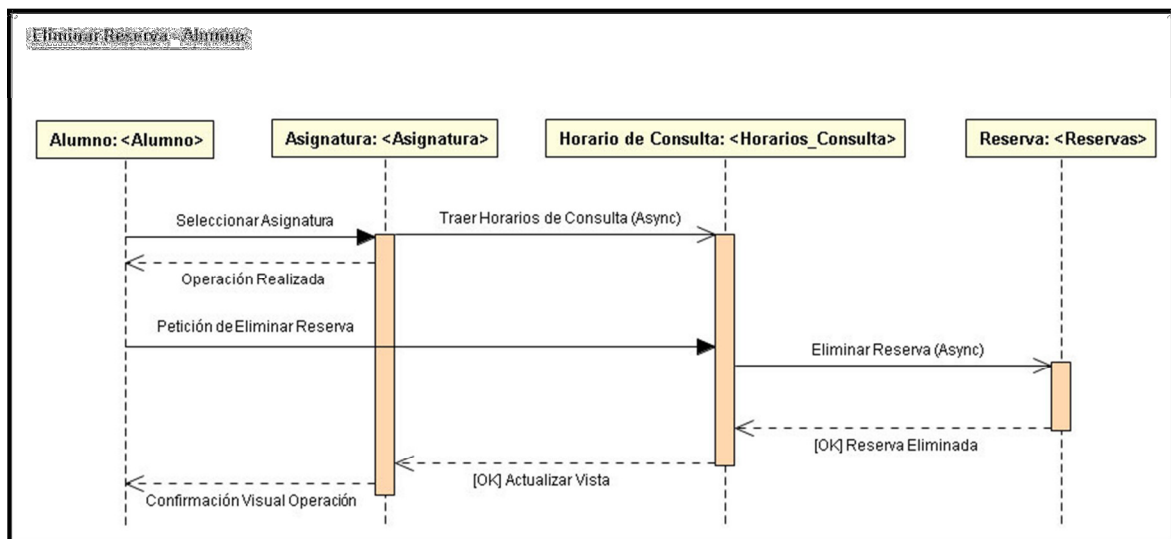 Eliminar Reserva - Alumno
Alumno: <Alumno>
Asignatura: <Asignatura>
Horario de Consulta: <Horarios_Consulta>
Reserva: <Reservas>
Seleccionar Asignatura
Traer Horarios de Consulta (Async)
Operación Realizada
Petición de Eliminar Reserva
Eliminar Reserva (Async)
[OK] Reserva Eliminada
[OK] Actualizar Vista
Confirmación Visual Operación